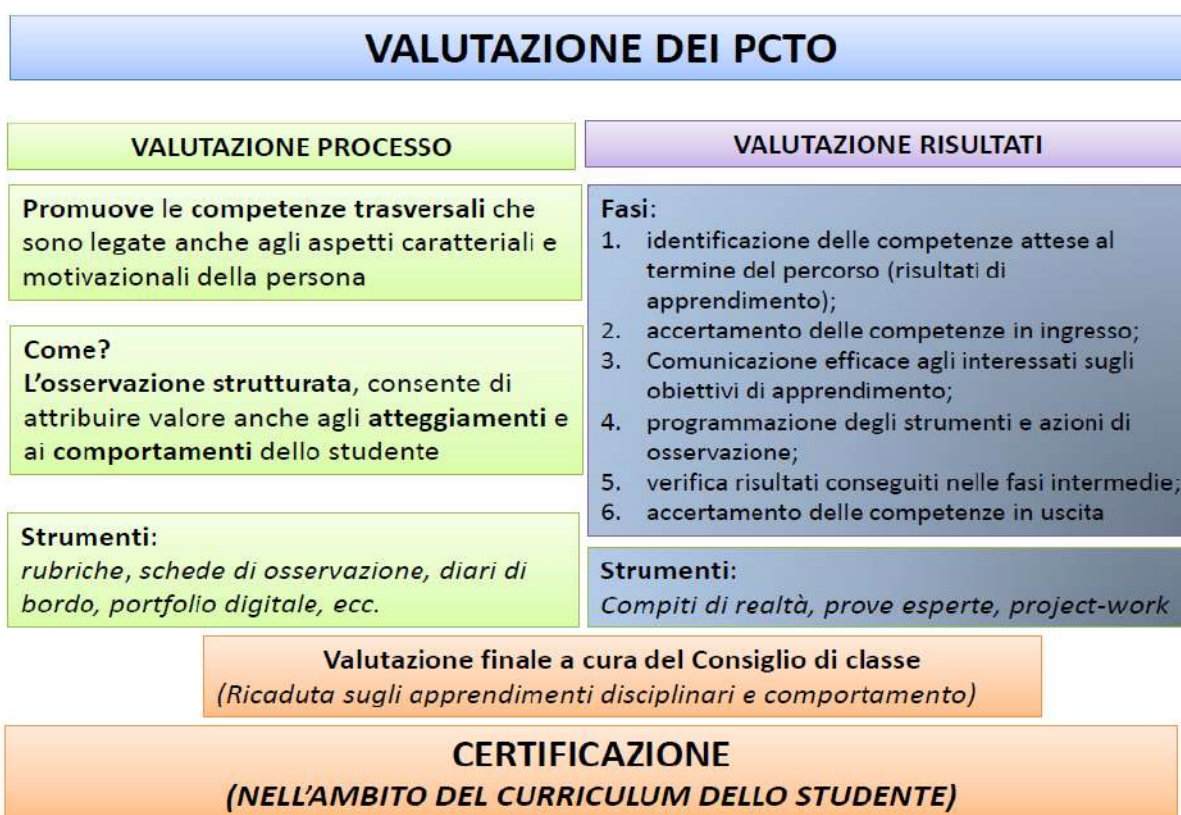 VALUTAZIONE DEI PCTO
VALUTAZIONE PROCESSO
Promuove le competenze trasversali che
sono legate anche agli aspetti caratteriali e
motivazionali della persona
Come?
L'osservazione strutturata, consente di
attribuire valore anche agli atteggiamenti e
ai comportamenti dello studente
Strumenti:
rubriche, schede di osservazione, diari di
bordo, portfolio digitale, ecc.
VALUTAZIONE RISULTATI
Fasi:
1. identificazione delle competenze attese al
termine del percorso (risultati di
apprendimento);
2. accertamento delle competenze in ingresso;
3. Comunicazione efficace agli interessati sugli
obiettivi di apprendimento;
4. programmazione degli strumenti e azioni di
osservazione;
5. verifica risultati conseguiti nelle fasi intermedie;
6. accertamento delle competenze in uscita
Strumenti:
Compiti di realtà, prove esperte, project-work
Valutazione finale a cura del Consiglio di classe
(Ricaduta sugli apprendimenti disciplinari e comportamento)
CERTIFICAZIONE
(NELL'AMBITO DEL CURRICULUM DELLO STUDENTE)